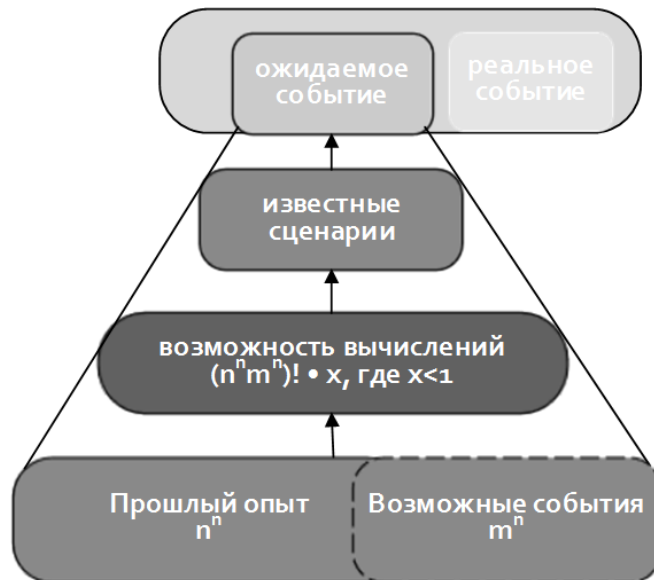 ожидаемое
событие
реальное
событие
известные
сценарии
возможность вычислений
(nⁿmⁿ)! • x, где x<1
Прошлый опыт
nⁿ
Возможные события
mⁿ